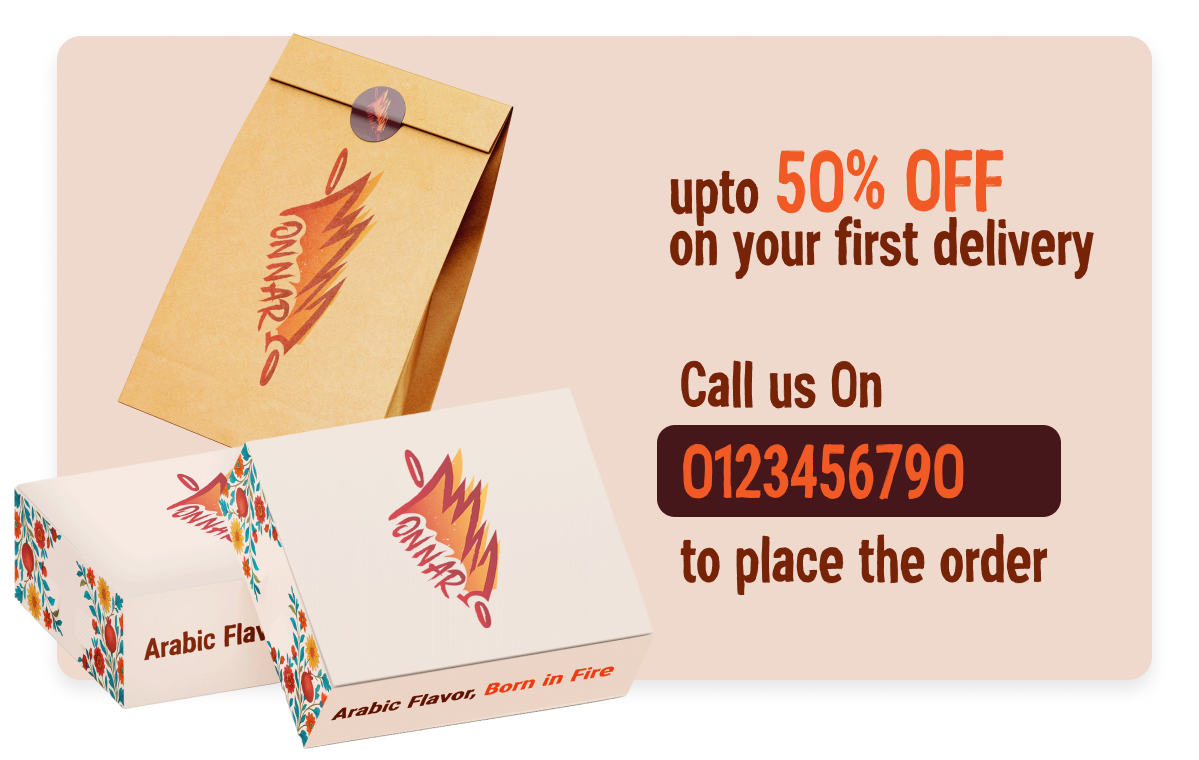 ONNAR
upto 50% OFF
on your first delivery
Call us On
0123456790
to place the order
ONNAR
ONNAR
Arabic Flav
Arabic Flavor, Born in Fire